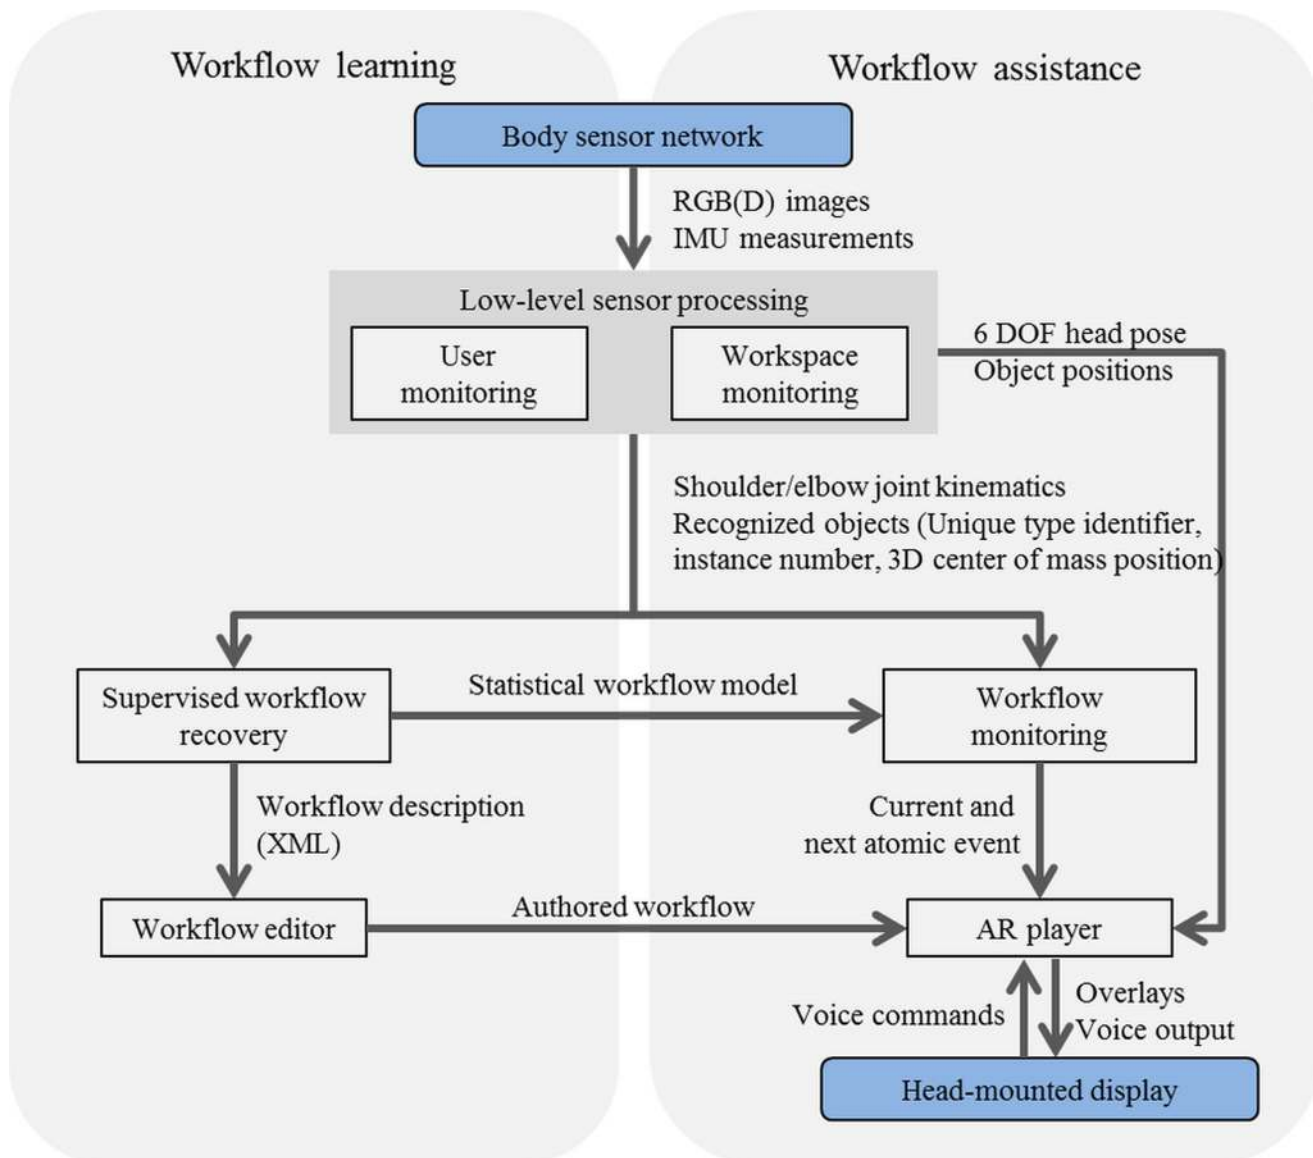 Workflow learning
Workflow assistance
Body sensor network
RGB(D) images
IMU measurements
Low-level sensor processing
User
monitoring
Workspace
monitoring
6 DOF head pose
Object positions
Shoulder/elbow joint kinematics
Recognized objects (Unique type identifier,
instance number, 3D center of mass position)
Supervised workflow
recovery
Statistical workflow model
Workflow
monitoring
Workflow description
(XML)
Current and
next atomic event
Workflow editor
Authored workflow
AR player
Voice commands
Overlays
Voice output
Head-mounted display